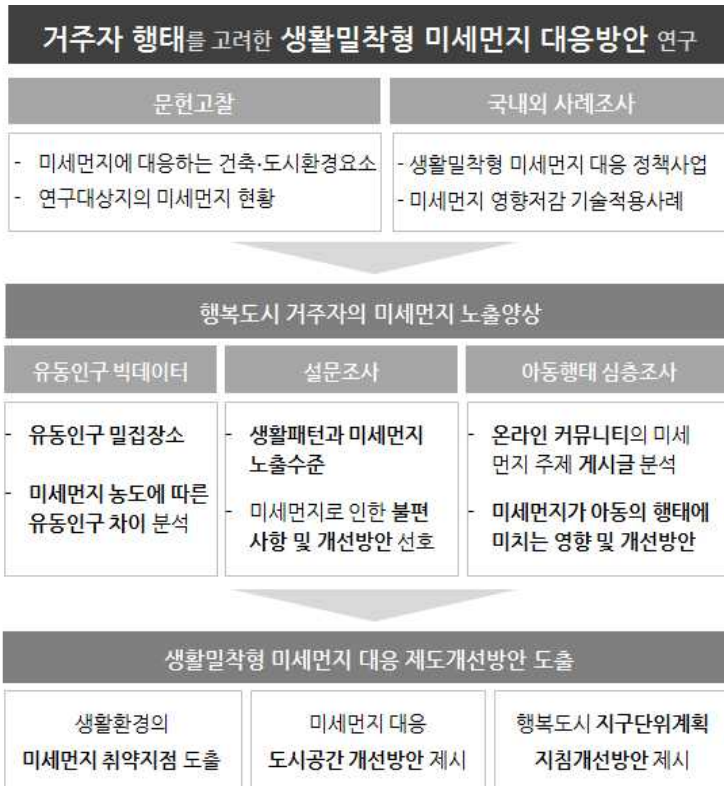 거주자 행태를 고려한 생활밀착형 미세먼지 대응방안 연구
문헌고찰
- 미세먼지에 대응하는 건축·도시환경요소
- 연구대상지의 미세먼지 현황
국내외 사례조사
- 생활밀착형 미세먼지 대응 정책사업
- 미세먼지 영향저감 기술적용사례
행복도시 거주자의 미세먼지 노출양상
유동인구 빅데이터
- 유동인구 밀집장소
- 미세먼지 농도에 따른
유동인구 차이 분석
설문조사
- 생활패턴과 미세먼지
노출수준
- 미세먼지로 인한 불편
사항 및 개선방안 선호
아동행태 심층조사
- 온라인 커뮤니티의 미세
먼지 주제 게시글 분석
- 미세먼지가 아동의 행태에
미치는 영향 및 개선방안
생활밀착형 미세먼지 대응 제도개선방안 도출
생활환경의
미세먼지 취약지점 도출
미세먼지 대응
도시공간 개선방안 제시
행복도시 지구단위계획
지침개선방안 제시